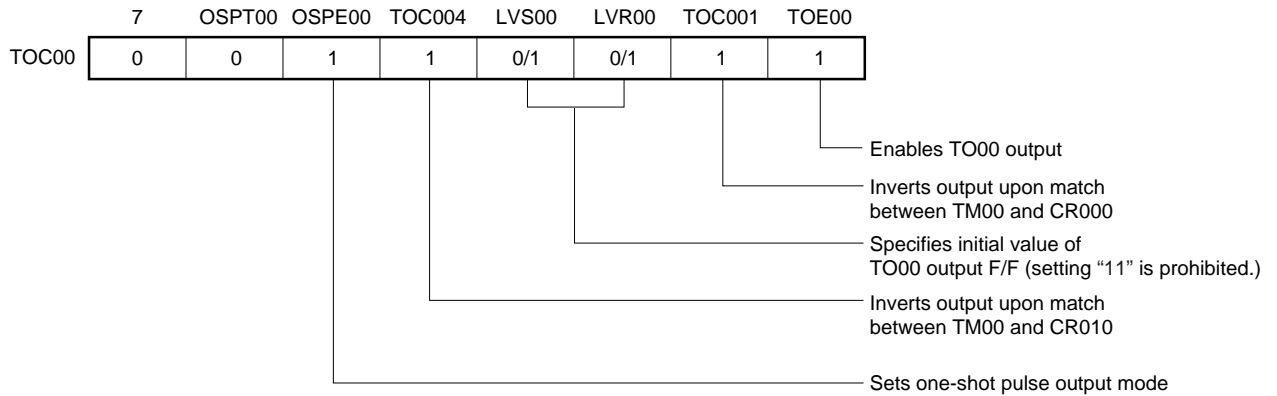 7 OSPT00 OSPE00 TOC004 LVS00 LVR00 TOC001 TOE00
TOC00 0 0 1 1 0/1 0/1 1 1
Enables TO00 output
Inverts output upon match
between TM00 and CR000
Specifies initial value of
TO00 output F/F (setting “11” is prohibited.)
Inverts output upon match
between TM00 and CR010
Sets one-shot pulse output mode